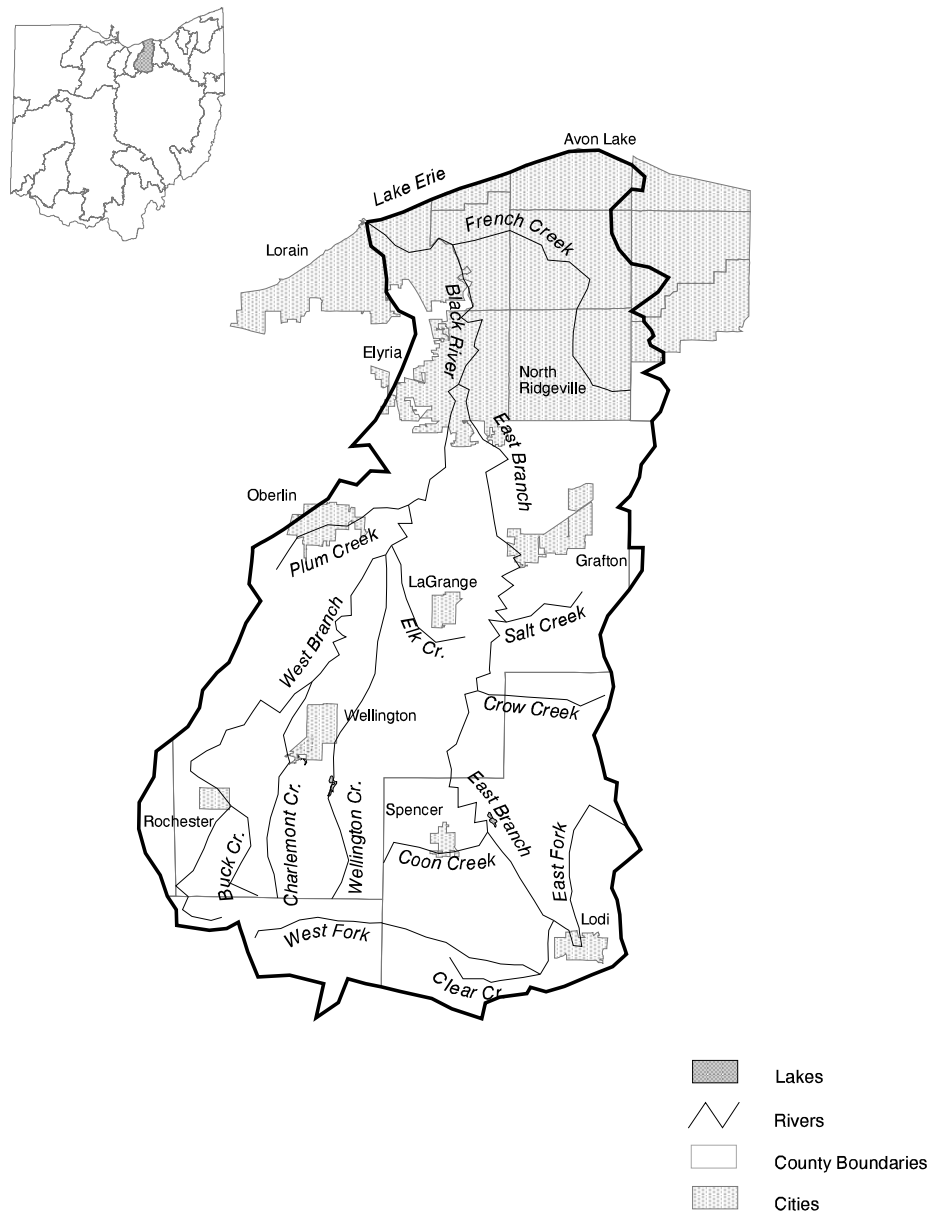 Avon Lake
Lake Erie
French Creek
Lorain
Black River
Elyria
North
Ridgeville
East Branch
Oberlin
Plum Creek
Grafton
LaGrange
West Branch
Elk Cr.
Salt Creek
Crow Creek
Wellington
East Branch
Spencer
Rochester
Buck Cr.
Charlemont Cr.
Wellington Cr.
Coon Creek
East Fork
Lodi
West Fork
Clear Cr.
Lakes
Rivers
County Boundaries
Cities